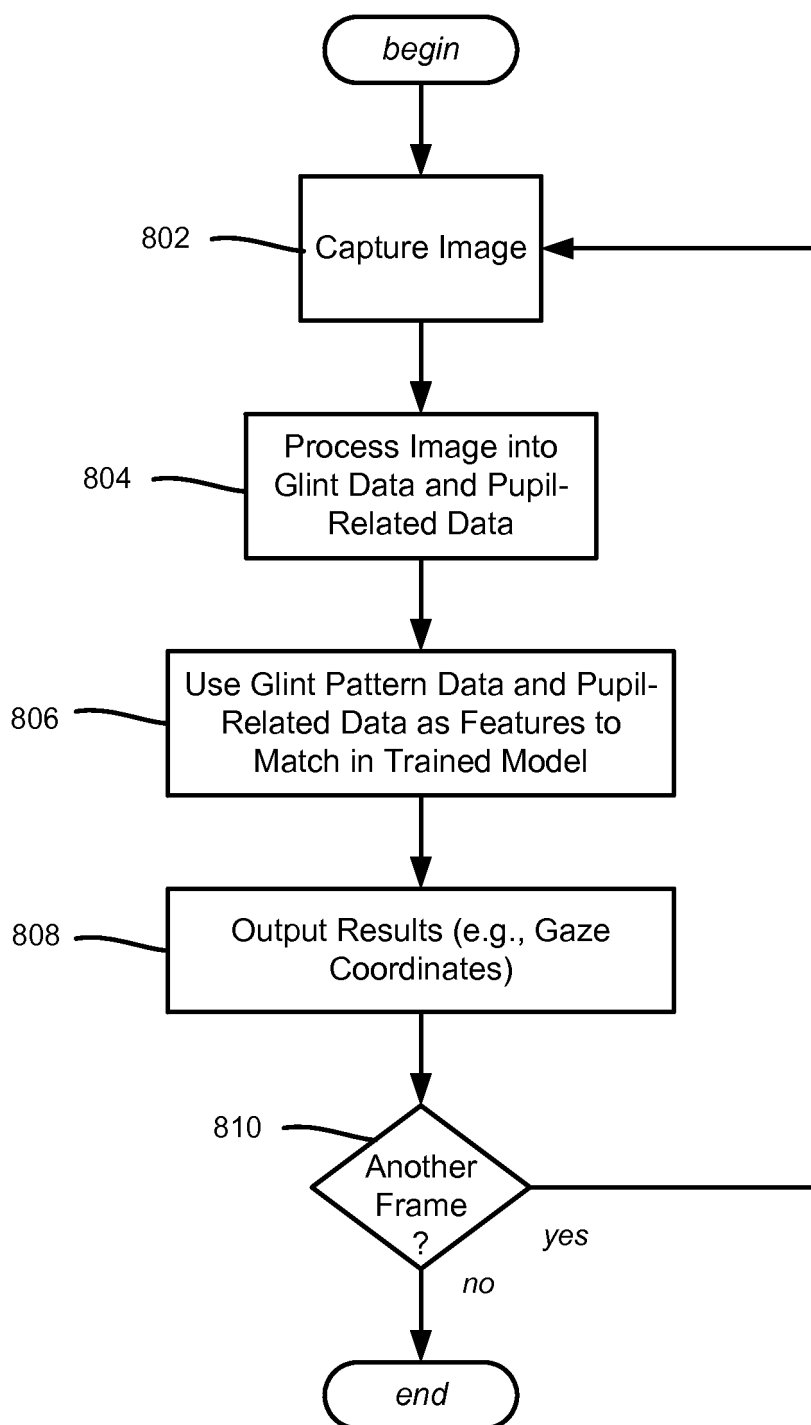 begin
802
Capture Image
804
Process Image into
Glint Data and Pupil-
Related Data
806
Use Glint Pattern Data and Pupil-
Related Data as Features to
Match in Trained Model
808
Output Results (e.g., Gaze
Coordinates)
810
Another
Frame
?
yes
no
end